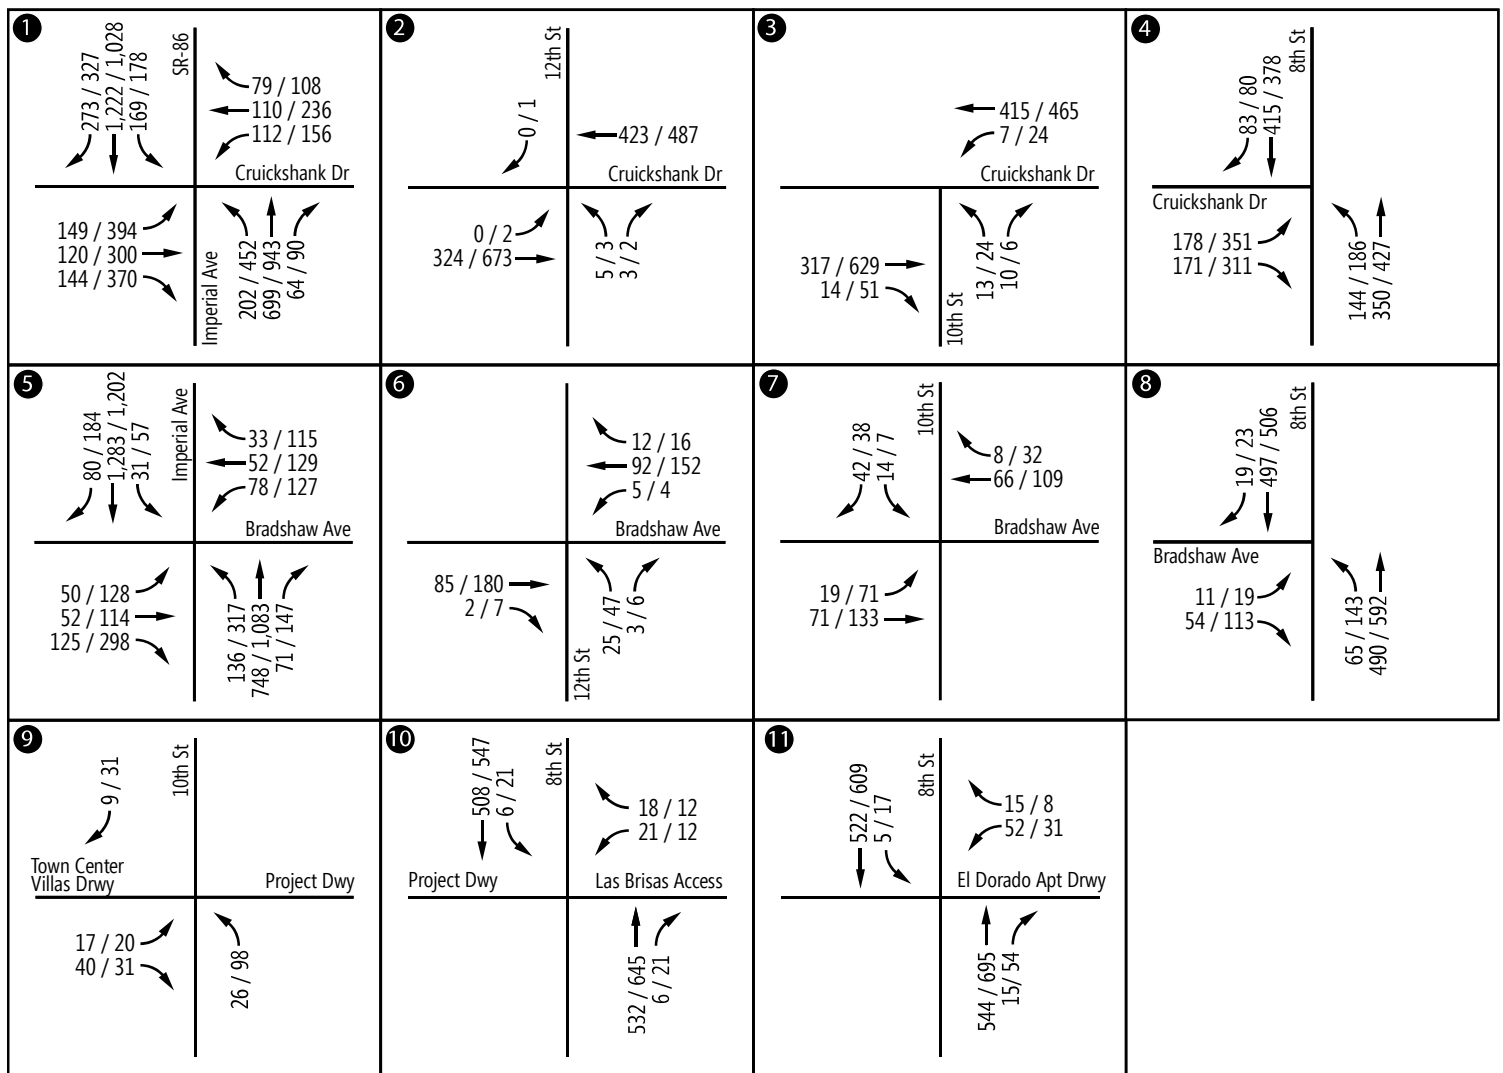 1
273 / 327
1,222 / 1,028
169 / 178
SR-86
79 / 108
110 / 236
112 / 156
Cruickshank Dr
149 / 394
120 / 300
144 / 370
Imperial Ave
202 / 452
699 / 943
64 / 90
2
0 / 1
12th St
423 / 487
Cruickshank Dr
0 / 2
324 / 673
5 / 3
3 / 2
3
415 / 465
7 / 24
Cruickshank Dr
317 / 629
14 / 51
10th St
13 / 24
10 / 6
4
83 / 80
415 / 378
8th St
Cruickshank Dr
178 / 351
171 / 311
144 / 186
350 / 427
5
80 / 184
1,283 / 1,202
31 / 57
Imperial Ave
33 / 115
52 / 129
78 / 127
Bradshaw Ave
50 / 128
52 / 114
125 / 298
136 / 317
748 / 1,083
71 / 147
6
12 / 16
92 / 152
5 / 4
Bradshaw Ave
85 / 180
2 / 7
12th St
25 / 47
3 / 6
7
42 / 38
14 / 7
10th St
8 / 32
66 / 109
Bradshaw Ave
19 / 71
71 / 133
8
19 / 23
497 / 506
8th St
Bradshaw Ave
11 / 19
54 / 113
65 / 143
490 / 592
9
9 / 31
10th St
Town Center
Villas Drwy
Project Dwy
17 / 20
40 / 31
26 / 98
10
508 / 547
6 / 21
8th St
18 / 12
21 / 12
Project Dwy
Las Brisas Access
532 / 645
6 / 21
11
522 / 609
5 / 17
8th St
15 / 8
52 / 31
El Dorado Apt Drwy
544 / 695
15/ 54